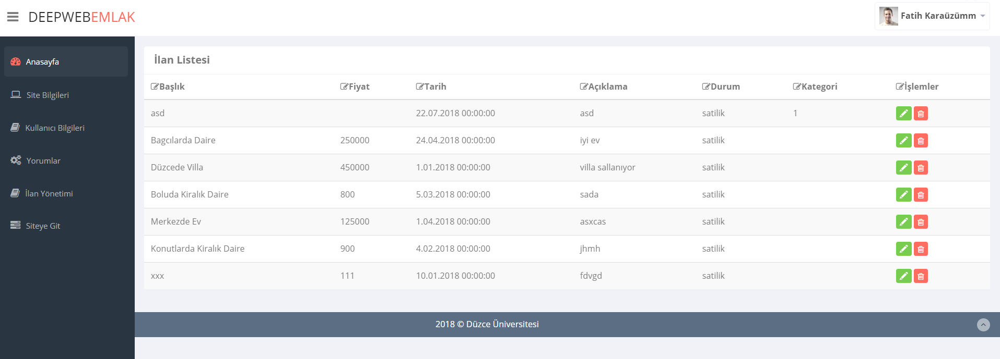 DEEPWEBEMLAK
Fatih Karaüzümm
Anasayfa
Site Bilgileri
Kullanıcı Bilgileri
Yorumlar
İlan Yönetimi
Siteye Git
İlan Listesi
Başlık Fiyat Tarih Açıklama Durum Kategori İşlemler
asd 22.07.2018 00:00:00 asd satilik 1
Bagcılarda Daire 250000 24.04.2018 00:00:00 iyi ev satilik
Düzcede Villa 450000 1.01.2018 00:00:00 villa sallanıyor satilik
Boluda Kiralık Daire 800 5.03.2018 00:00:00 sada satilik
Merkezde Ev 125000 1.04.2018 00:00:00 asxcas satilik
Konutlarda Kiralık Daire 900 4.02.2018 00:00:00 jhmh satilik
xxx 111 10.01.2018 00:00:00 fdvgd satilik
2018 © Düzce Üniversitesi